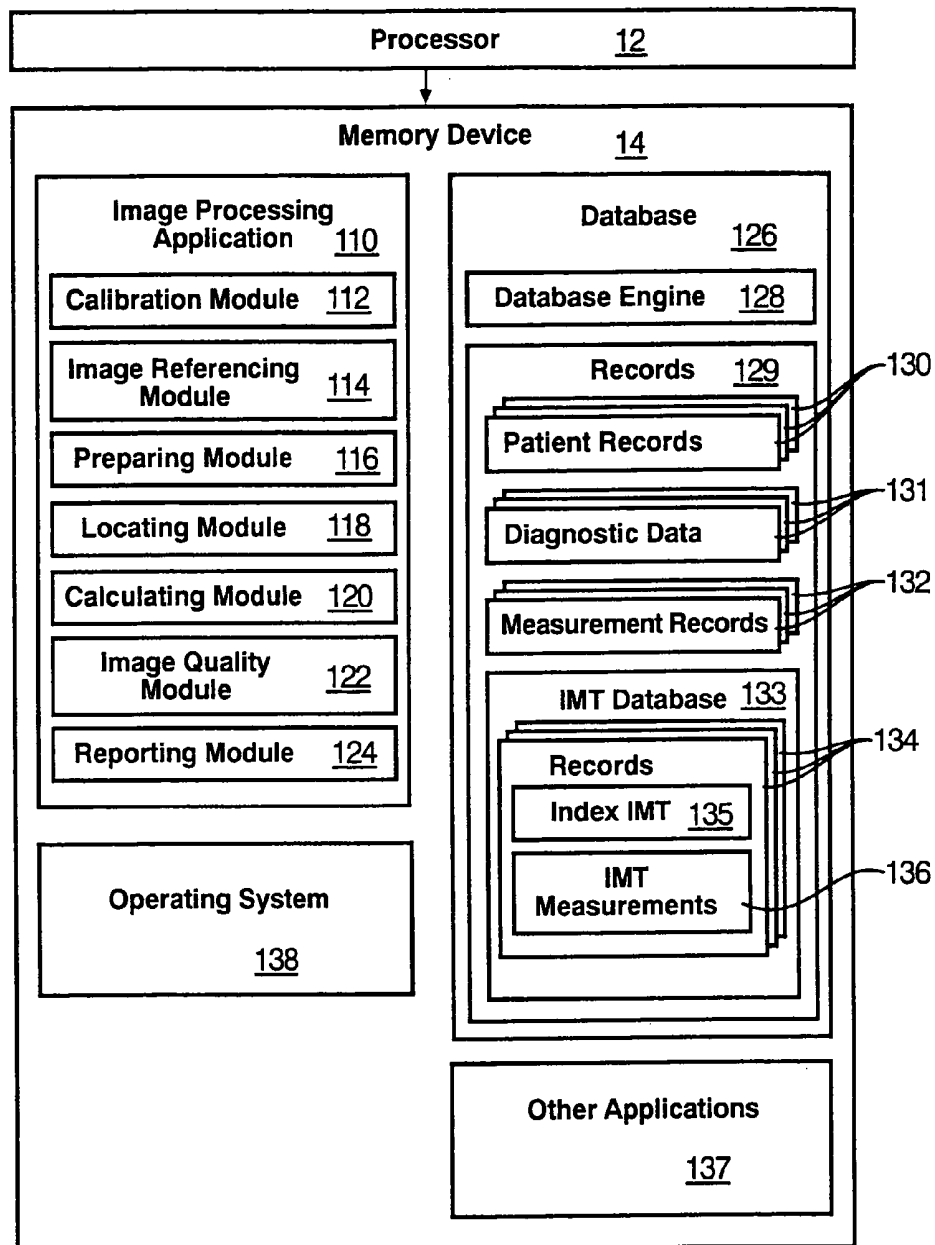 Processor 12
Memory Device 14
Image Processing
Application 110
Calibration Module 112
Image Referencing
Module 114
Preparing Module 116
Locating Module 118
Calculating Module 120
Image Quality
Module 122
Reporting Module 124
Operating System
138
Database 126
Database Engine 128
Records 129
Patient Records 130
Diagnostic Data 131
Measurement Records 132
IMT Database 133
Records 134
Index IMT 135
IMT
Measurements 136
Other Applications
137